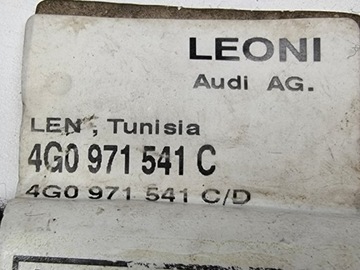 LEONI
Audi AG.
LEN , Tunisia
4G0 971 541 C
4G0 971 541 C/D